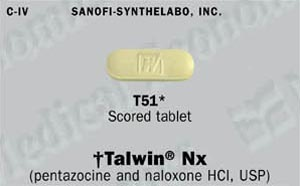 C-IV SANOFI-SYNTHELABO, INC.
T51*
Scored tablet
†Talwin® Nx
(pentazocine and naloxone HCl, USP)